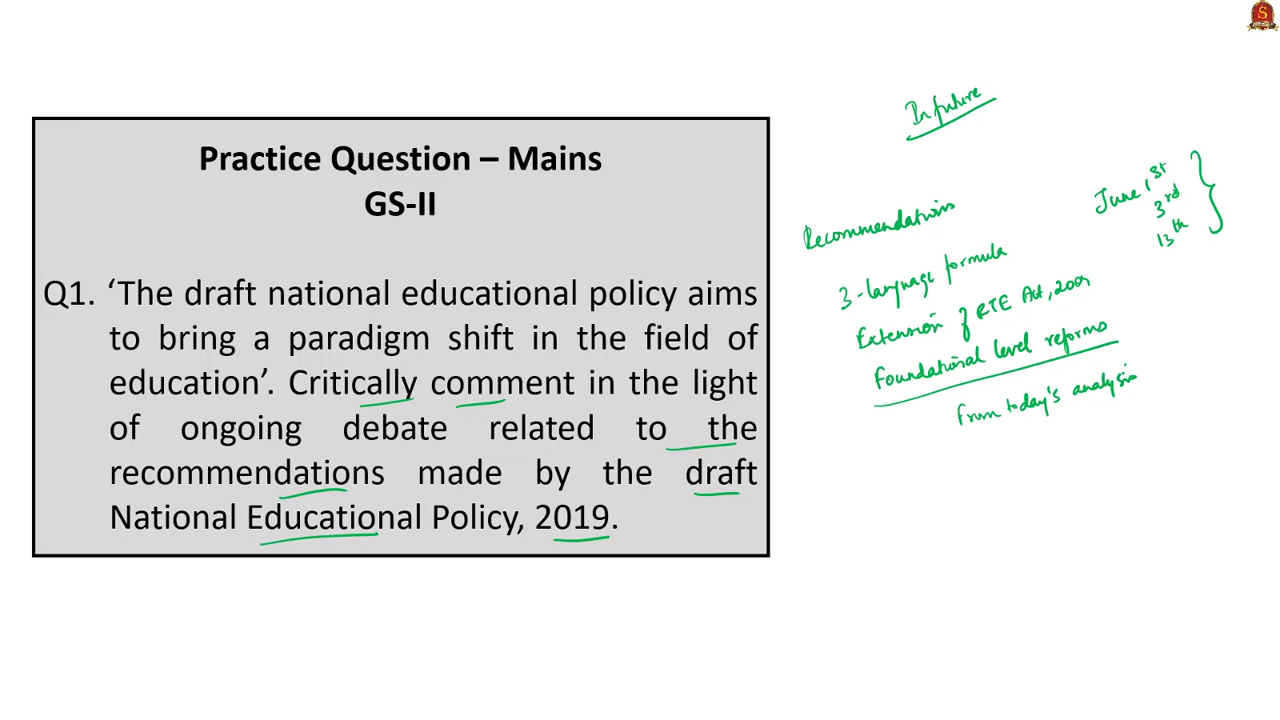 Practice Question – Mains
GS-II
Q1. ‘The draft national educational policy aims
to bring a paradigm shift in the field of
education’. Critically comment in the light
of ongoing debate related to the
recommendations made by the draft
National Educational Policy, 2019.
In future
Recommendations
June 1st
3rd
13th
3-language formula
Extension of RTE Act, 2009
Foundational level reforms
from today's analysis
S